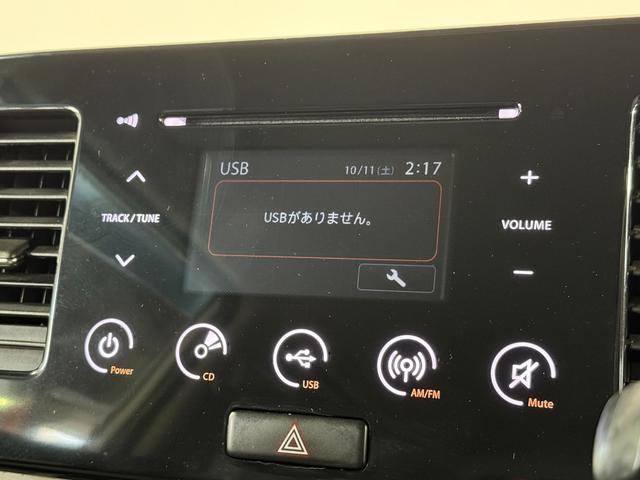 USB 10/11(土) 2:17
USBがありません。
TRACK/TUNE
VOLUME
Power
CD
USB
AM/FM
Mute